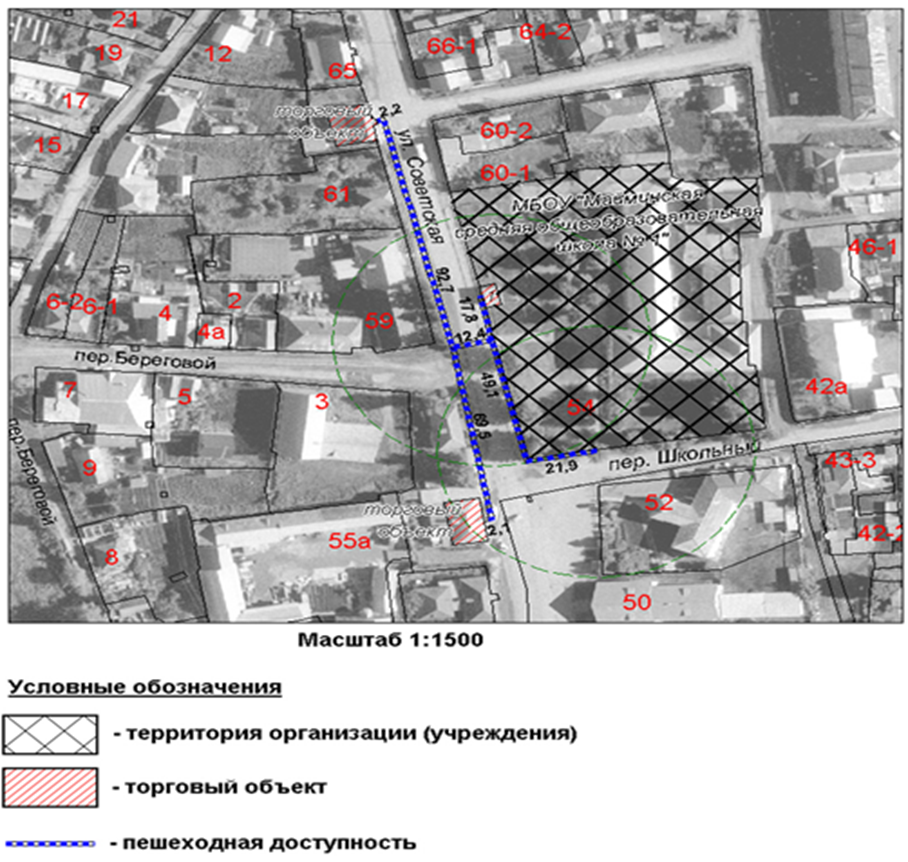 21
19
12
65
66-1
64-2
17
15
торговый
объект
2,2
ул. Советская
60-2
60-1
61
МБОУ "Майминская
средняя общеобразовательная
школа № 1"
46-1
6-2
6-1
4
2
4а
59
92,7
17,8
пер.Береговой
49,1
69,5
7
5
3
54
42а
пер.Береговой
9
21,9
пер. Школьный
43-3
торговый
объект
2,1
52
42-2
8
55а
50
Масштаб 1:1500
Условные обозначения
- территория организации (учреждения)
- торговый объект
- пешеходная доступность